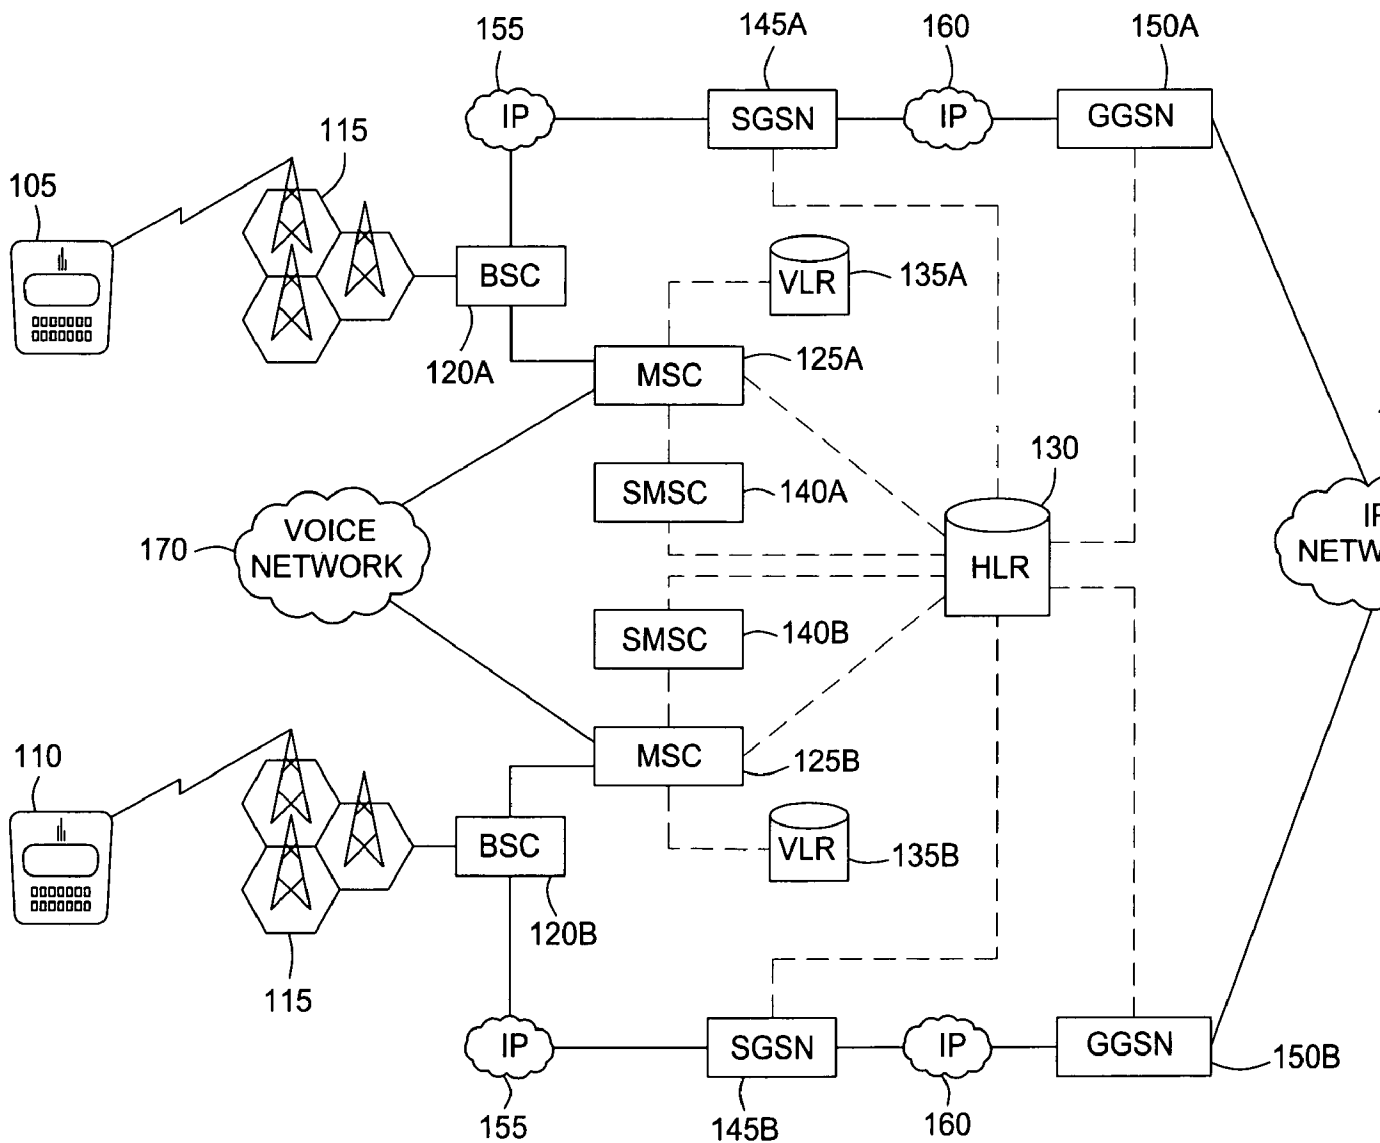 155
145A
160
150A
IP
SGSN
IP
GGSN
115
105
BSC
VLR
135A
120A
MSC
125A
130
SMSC
140A
VOICE
NETWORK
170
HLR
SMSC
140B
MSC
125B
110
BSC
VLR
135B
120B
115
IP
SGSN
IP
GGSN
150B
155
145B
160